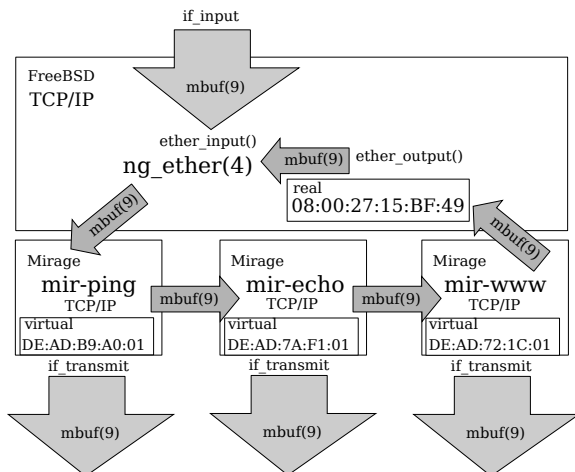 if_input
FreeBSD
TCP/IP
mbuf(9)
ether_input()
ng_ether(4)
mbuf(9)
ether_output()
real
08:00:27:15:BF:49
mbuf(9)
mbuf(9)
Mirage
mir-ping
TCP/IP
virtual
DE:AD:B9:A0:01
mbuf(9)
Mirage
mir-echo
TCP/IP
virtual
DE:AD:7A:F1:01
mbuf(9)
Mirage
mir-www
TCP/IP
virtual
DE:AD:72:1C:01
if_transmit
if_transmit
if_transmit
mbuf(9)
mbuf(9)
mbuf(9)